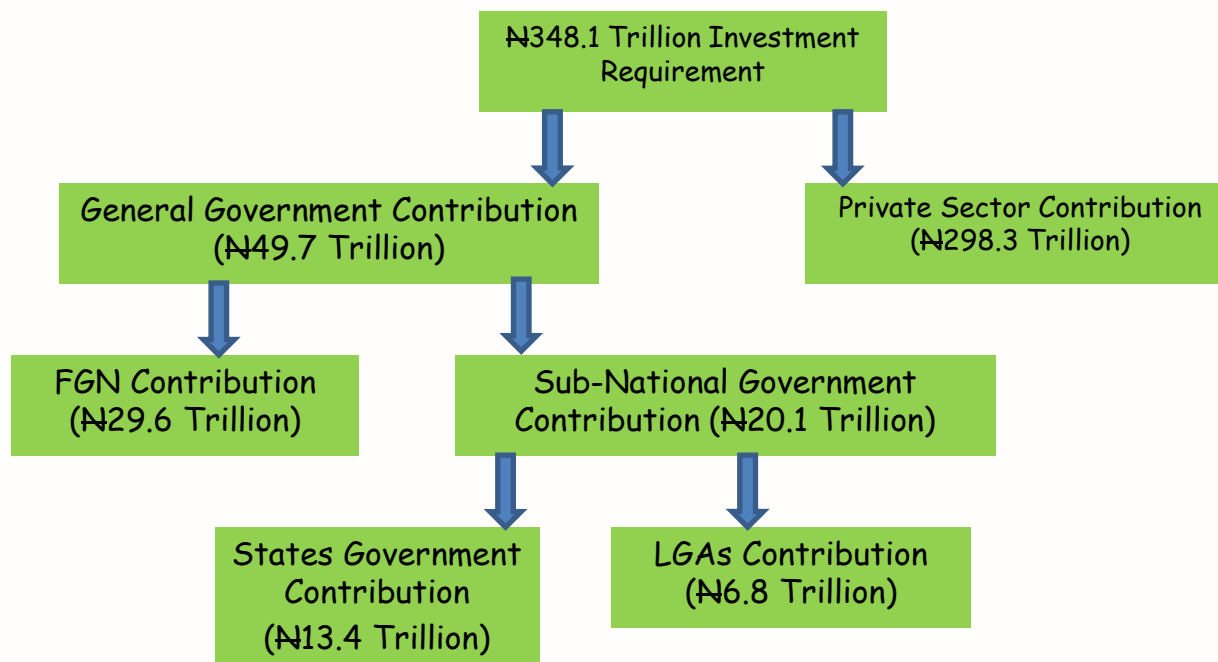 ₦348.1 Trillion Investment
Requirement
General Government Contribution
(₦49.7 Trillion)
Private Sector Contribution
(₦298.3 Trillion)
FGN Contribution
(₦29.6 Trillion)
Sub-National Government
Contribution (₦20.1 Trillion)
States Government
Contribution
(₦13.4 Trillion)
LGAs Contribution
(₦6.8 Trillion)